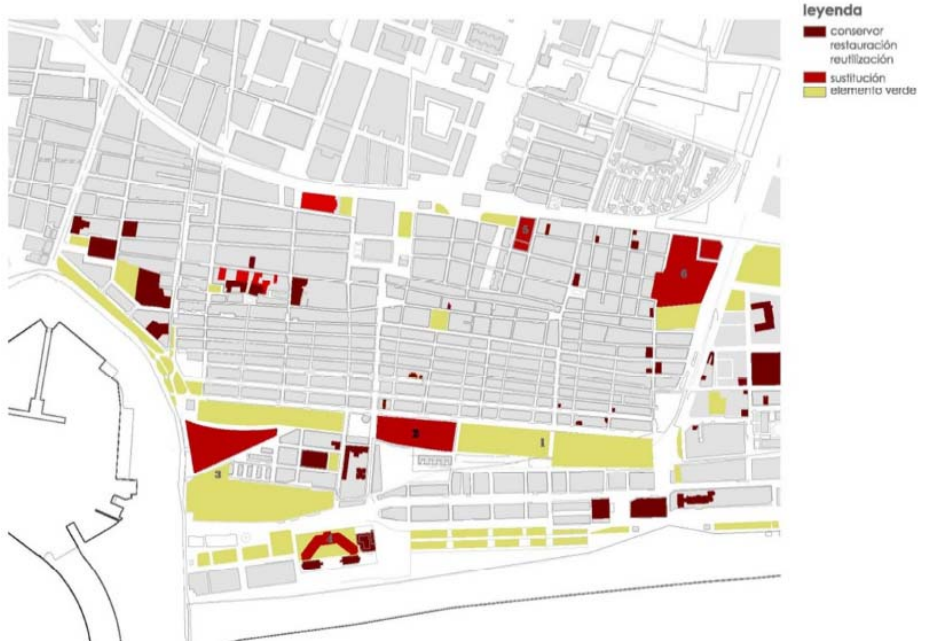 leyenda
conservar
restauración
reutilización
sustitución
elemento verde
5
6
2
1
3
4